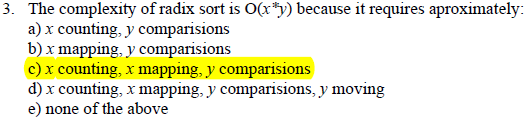 3. The complexity of radix sort is O(x*y) because it requires aproximately:
a) x counting, y comparisions
b) x mapping, y comparisions
c) x counting, x mapping, y comparisions
d) x counting, x mapping, y comparisions, y moving
e) none of the above